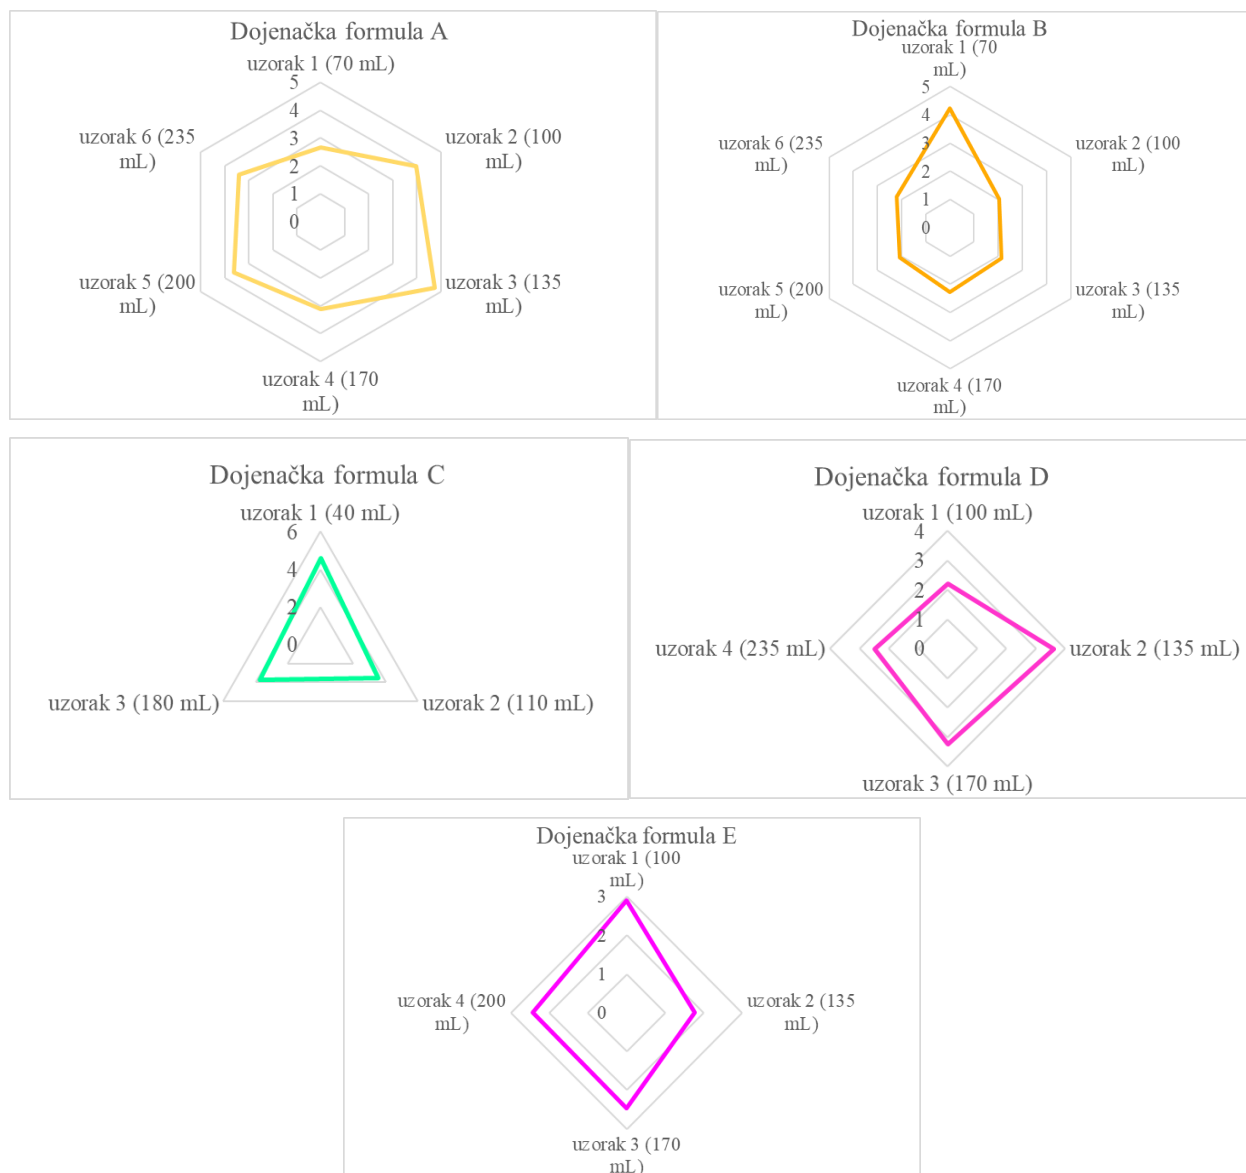 Dojenačka formula A
uzorak 1 (70 mL)
5
4
3
2
1
0
uzorak 2 (100
mL)
uzorak 3 (135
mL)
uzorak 4 (170
mL)
uzorak 5 (200
mL)
uzorak 6 (235
mL)
Dojenačka formula B
uzorak 1 (70
mL)
5
4
3
2
1
0
uzorak 2 (100
mL)
uzorak 3 (135
mL)
uzorak 4 (170
mL)
uzorak 5 (200
mL)
uzorak 6 (235
mL)
Dojenačka formula C
uzorak 1 (40 mL)
6
4
2
0
uzorak 2 (110 mL)
uzorak 3 (180 mL)
Dojenačka formula D
uzorak 1 (100 mL)
4
3
2
1
0
uzorak 2 (135 mL)
uzorak 3 (170 mL)
uzorak 4 (235 mL)
Dojenačka formula E
uzorak 1 (100
mL)
3
2
1
0
uzorak 2 (135
mL)
uzorak 3 (170
mL)
uzorak 4 (200
mL)